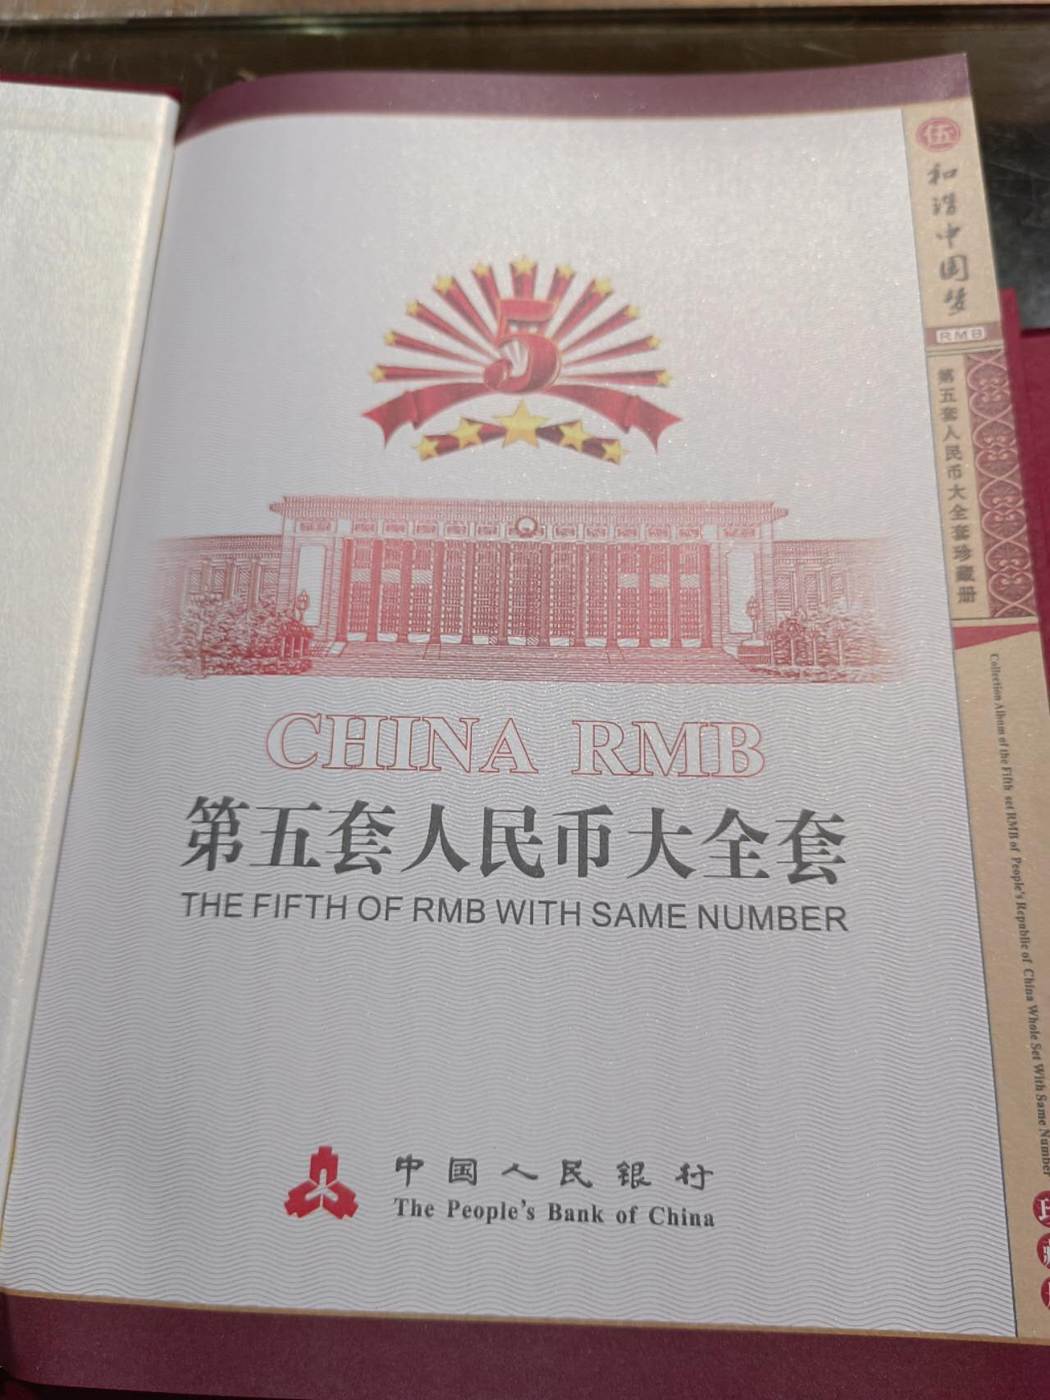 5
CHINA RMB
第五套人民币大全套
THE FIFTH OF RMB WITH SAME NUMBER
中国人民银行
The People's Bank of China
伍
和谐中国梦
RMB
第五套人民币大全套珍藏册
Collection Album of the Fifth set RMB of People's Republic of China Whole Set With Same Number